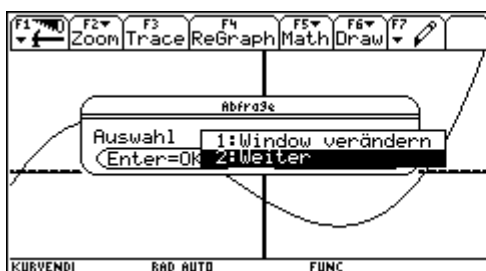 F1 F2 F3 F4 F5 F6 F7
Zoom Trace ReGraph Math Draw
Abfrage
Auswahl
1:Window verändern
2:Weiter
Enter=OK
KURVENDI RAD AUTO FUNC